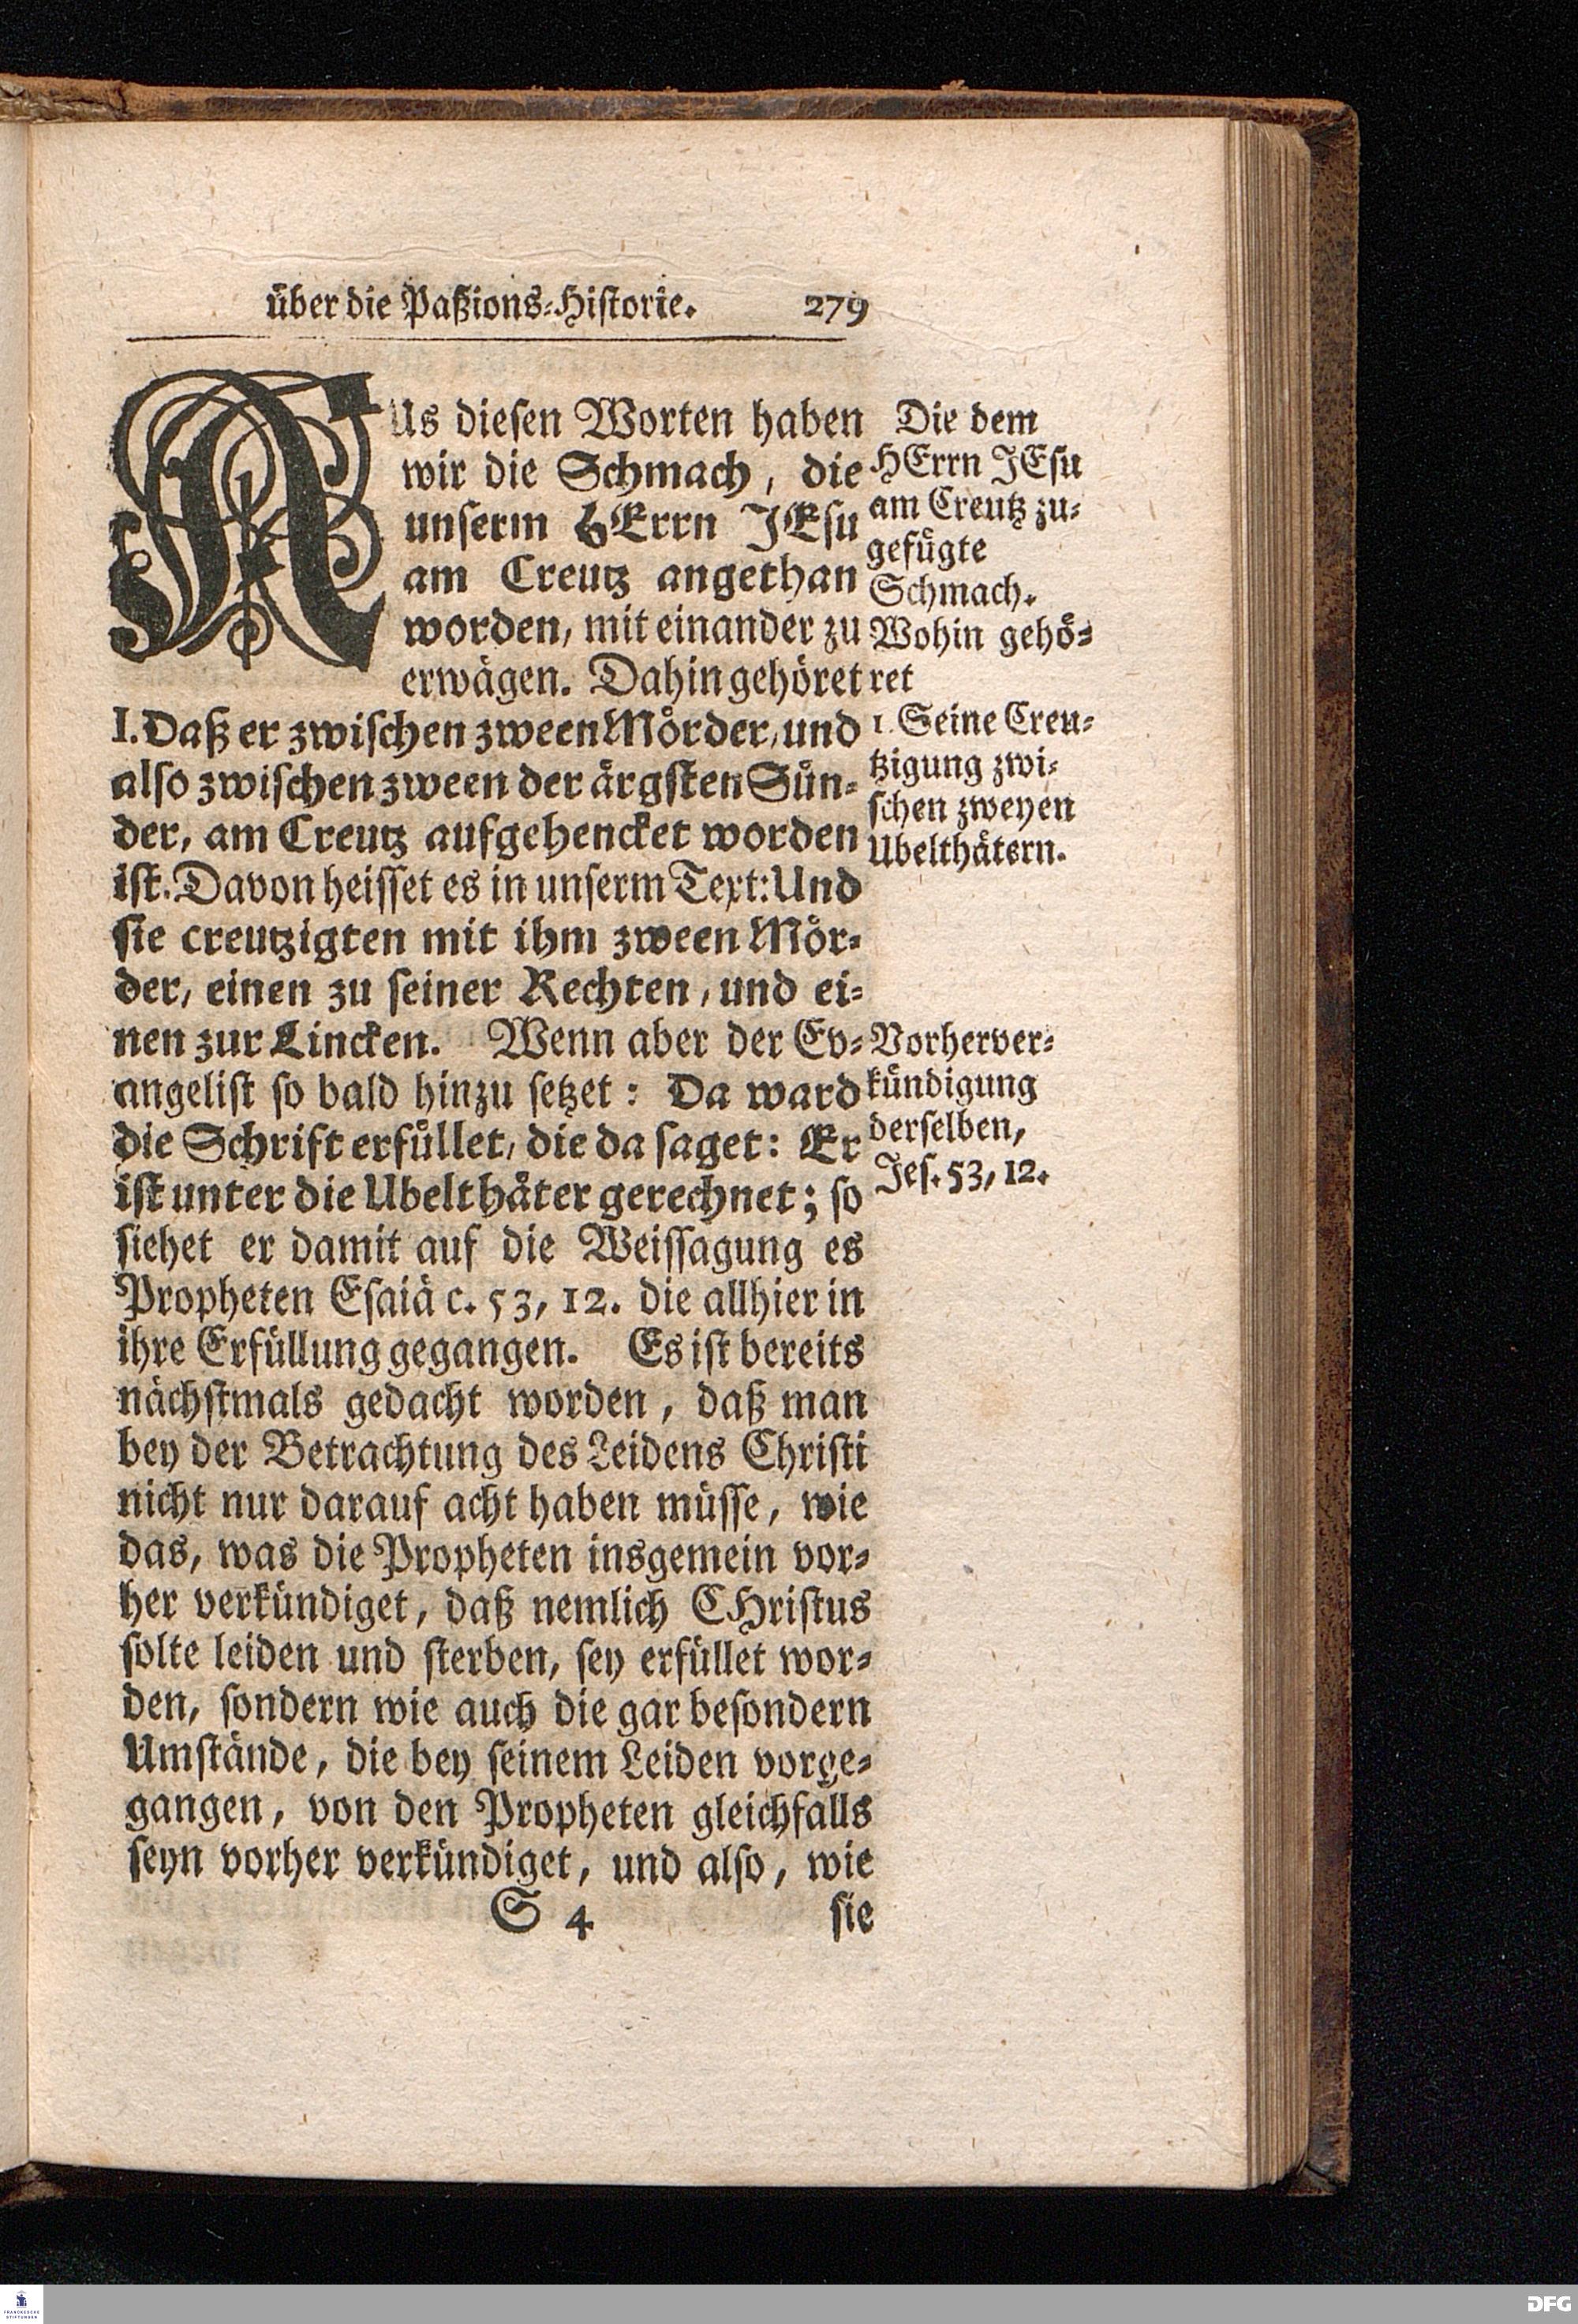 über die Paßions-Historie. 279
AUs diesen Worten haben
wir die Schmach, die
unserm HErrn JEsu
am Creutz angethan
worden, mit einander zu
erwägen. Dahin gehöret
I. Daß er zwischen zween Mörder, und
also zwischen zween der ärgsten Sün-
der, am Creutz aufgehencket worden
ist. Davon heisset es in unserm Text: Und
sie creutzigten mit ihm zween Mör-
der, einen zu seiner Rechten, und ei-
nen zur Lincken. Wenn aber der Ev-
angelist so bald hinzu setzet: Da ward
die Schrift erfüllet, die da saget: Er
ist unter die Ubelthäter gerechnet; so
siehet er damit auf die Weissagung es
Propheten Esaiä c. 53, 12. die allhier in
ihre Erfüllung gegangen. Es ist bereits
nächstmals gedacht worden, daß man
bey der Betrachtung des Leidens Christi
nicht nur darauf acht haben müsse, wie
das, was die Propheten insgemein vor-
her verkündiget, daß nemlich CHristus
solte leiden und sterben, sey erfüllet wor-
den, sondern wie auch die gar besondern
Umstände, die bey seinem Leiden vorge-
gangen, von den Propheten gleichfalls
seyn vorher verkündiget, und also, wie
S 4 sie
Die dem
HErrn JEsu
am Creutz zu-
gefügte
Schmach.
Wohin gehö-
ret
1. Seine Creu-
tzigung zwi-
schen zweyen
Ubelthätern.
Vorherver-
kündigung
derselben,
Jes. 53, 12.
FRANCKESCHE
STIFTUNGEN
DFG